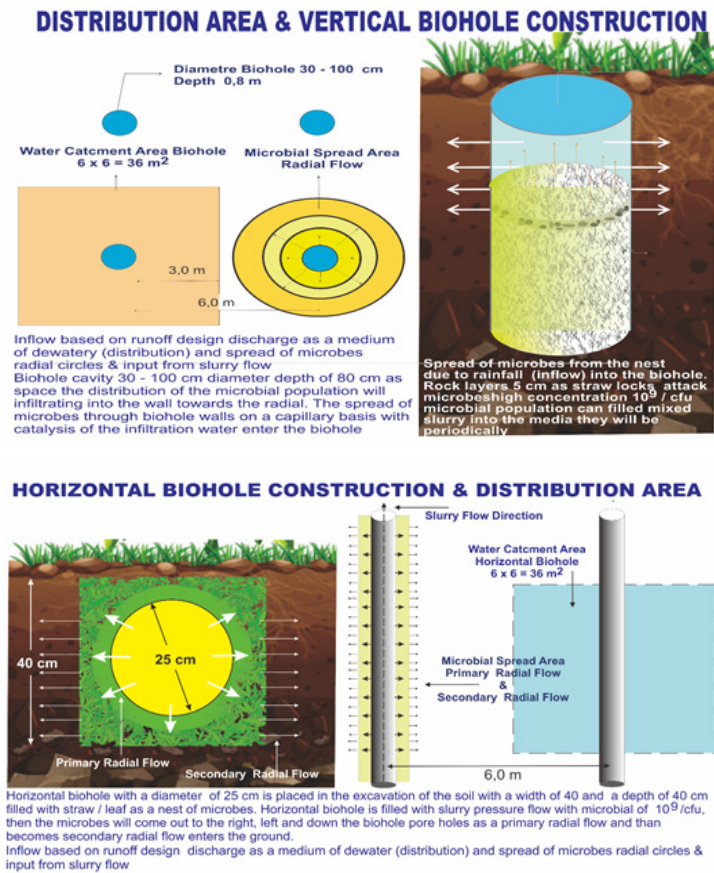 DISTRIBUTION AREA & VERTICAL BIOHOLE CONSTRUCTION
Diametre Biohole 30 - 100 cm
Depth 0,8 m
Water Catcment Area Biohole
6 x 6 = 36 m²
Microbial Spread Area
Radial Flow
3,0 m
6,0 m
Inflow based on runoff design discharge as a medium
of dewatery (distribution) and spread of microbes
radial circles & input from slurry flow
Biohole cavity 30 - 100 cm diameter depth of 80 cm as
space the distribution of the microbial population will
infiltrating into the wall towards the radial. The spread of
microbes through biohole walls on a capillary basis with
catalysis of the infiltration water enter the biohole
Spread of microbes from the nest
due to rainfall (inflow) into the biohole.
Rock layers 5 cm as straw locks attack
microbeshigh concentration 10⁹ / cfu
microbial population can filled mixed
slurry into the media they will be
periodically
HORIZONTAL BIOHOLE CONSTRUCTION & DISTRIBUTION AREA
Slurry Flow Direction
Water Catcment Area
Horizontal Biohole
6 x 6 = 36 m²
40 cm
25 cm
Microbial Spread Area
Primary Radial Flow
&
Secondary Radial Flow
Primary Radial Flow
Secondary Radial Flow
6,0 m
Horizontal biohole with a diameter of 25 cm is placed in the excavation of the soil with a width of 40 and a depth of 40 cm
filled with straw / leaf as a nest of microbes. Horizontal biohole is filled with slurry pressure flow with microbial of 10⁹ /cfu,
then the microbes will come out to the right, left and down the biohole pore holes as a primary radial flow and than
becomes secondary radial flow enters the ground.
Inflow based on runoff design discharge as a medium of dewater (distribution) and spread of microbes radial circles &
input from slurry flow